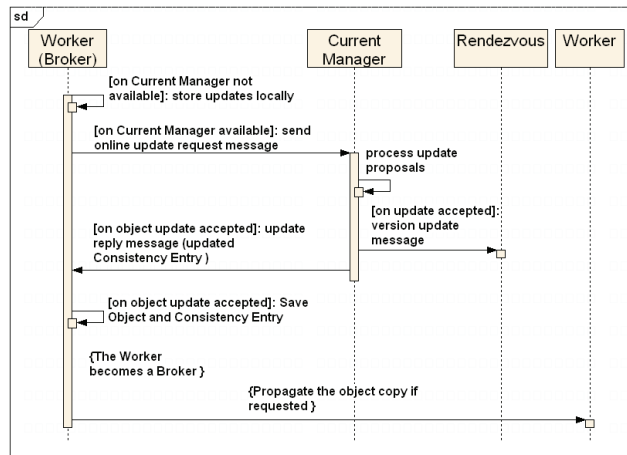 sd
Worker
(Broker)
Current
Manager
Rendezvous
Worker
[on Current Manager not
available]: store updates locally
[on Current Manager available]: send
online update request message
process update
proposals
[on update accepted]:
version update
message
[on object update accepted]: update
reply message (updated
Consistency Entry )
[on object update accepted]: Save
Object and Consistency Entry
{The Worker
becomes a Broker }
{Propagate the object copy if
requested }